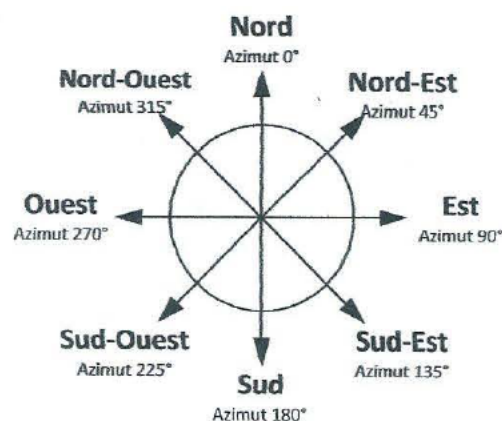 Nord
Azimut 0°
Nord-Ouest
Azimut 315°
Nord-Est
Azimut 45°
Ouest
Azimut 270°
Est
Azimut 90°
Sud-Ouest
Azimut 225°
Sud-Est
Azimut 135°
Sud
Azimut 180°